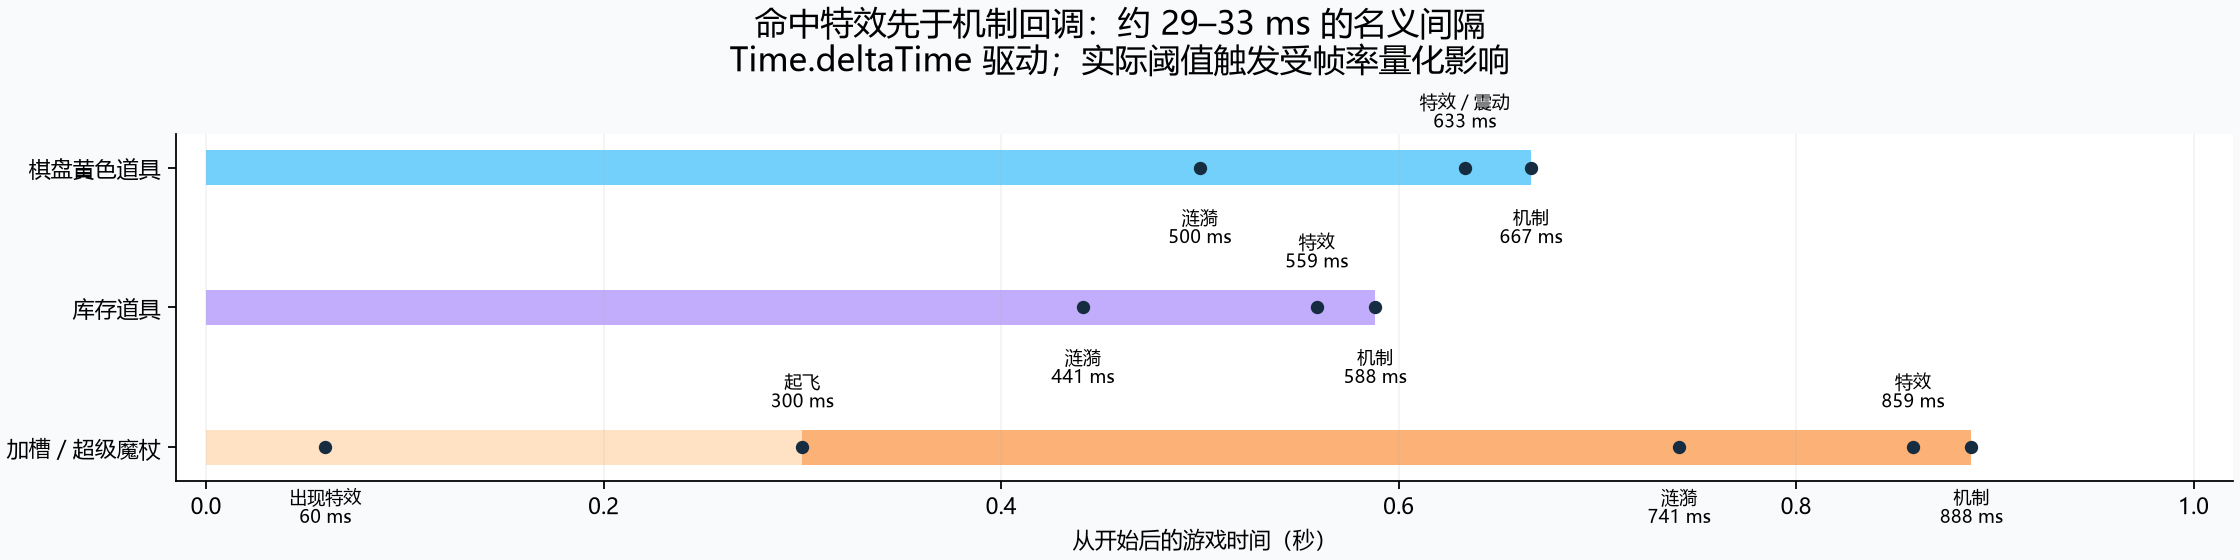 命中特效先于机制回调：约 29–33 ms 的名义间隔
Time.deltaTime 驱动；实际阈值触发受帧率量化影响
特效 / 震动
633 ms
棋盘黄色道具
涟漪
500 ms
机制
667 ms
特效
559 ms
库存道具
涟漪
441 ms
机制
588 ms
起飞
300 ms
特效
859 ms
加槽 / 超级魔杖
出现特效
60 ms
涟漪
741 ms
机制
888 ms
0.0
0.2
0.4
0.6
0.8
1.0
从开始后的游戏时间（秒）